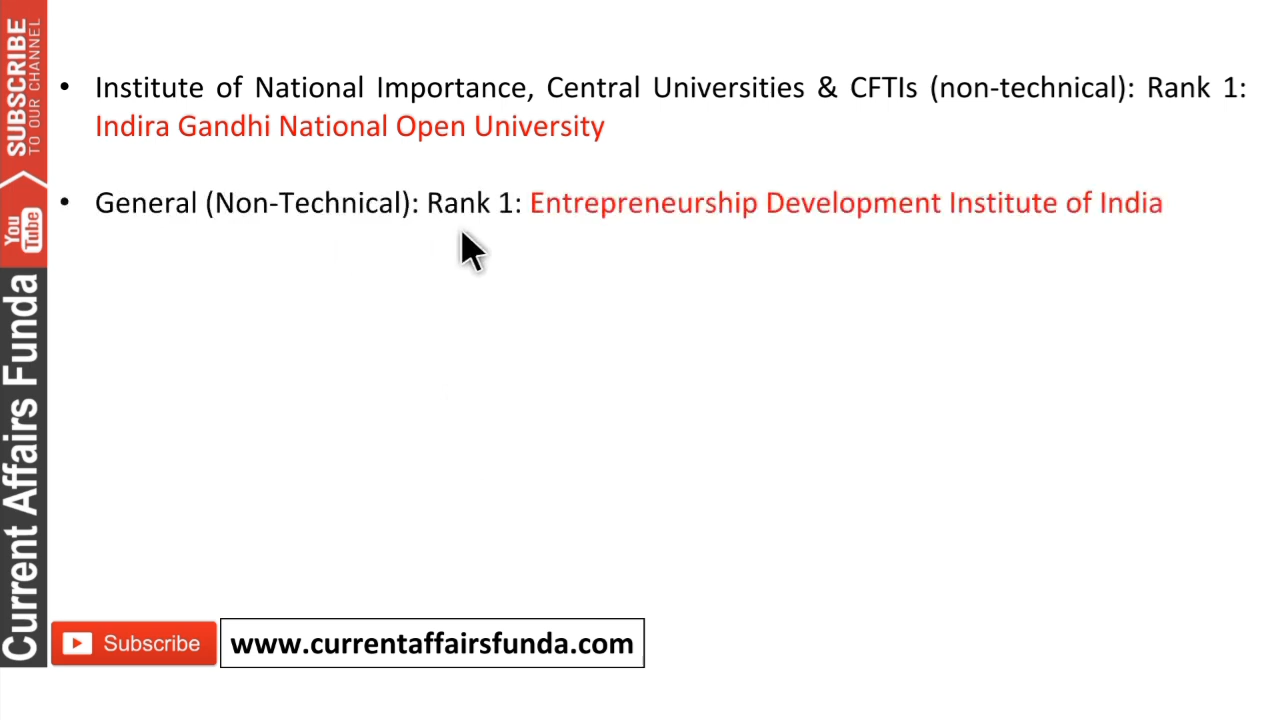 • Institute of National Importance, Central Universities & CFTIs (non-technical): Rank 1:
Indira Gandhi National Open University
• General (Non-Technical): Rank 1: Entrepreneurship Development Institute of India
SUBSCRIBE
TO OUR CHANNEL
You
Tube
Current Affairs Funda
Subscribe
www.currentaffairsfunda.com